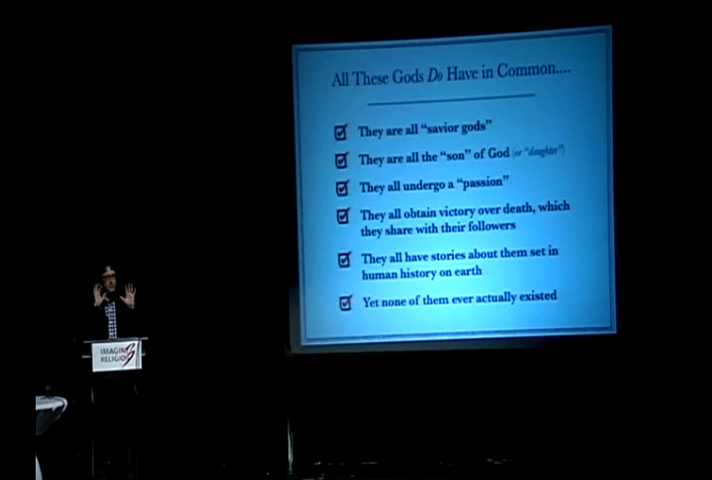 All These Gods Do Have in Common....
They are all “savior gods”
They are all the “son” of God (or “daughter”)
They all undergo a “passion”
They all obtain victory over death, which
they share with their followers
They all have stories about them set in
human history on earth
Yet none of them ever actually existed
IMAGINE
RELIGION